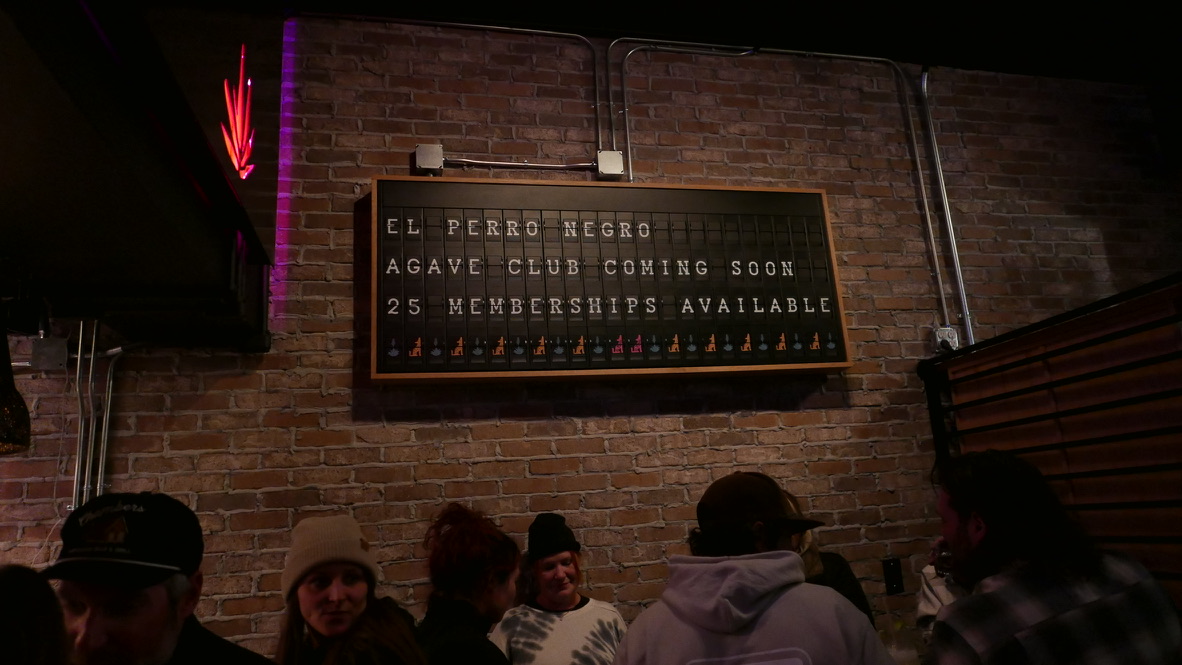 EL PERRO NEGRO
AGAVE CLUB COMING SOON
25 MEMBERSHIPS AVAILABLE